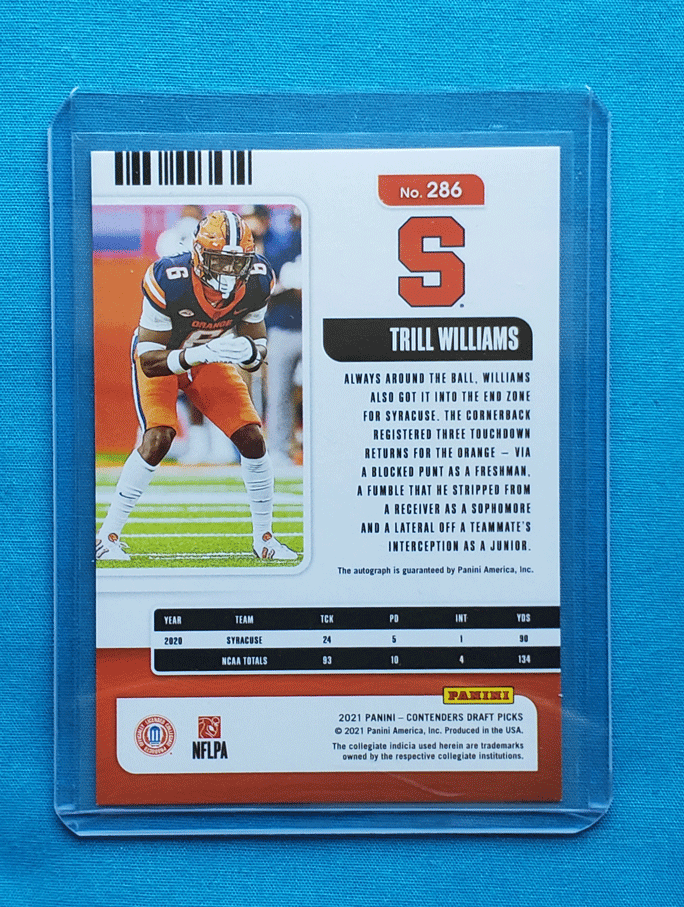 No. 286
S
6
6
ORANGE
6
TRILL WILLIAMS
ALWAYS AROUND THE BALL, WILLIAMS
ALSO GOT IT INTO THE END ZONE
FOR SYRACUSE. THE CORNERBACK
REGISTERED THREE TOUCHDOWN
RETURNS FOR THE ORANGE – VIA
A BLOCKED PUNT AS A FRESHMAN,
A FUMBLE THAT HE STRIPPED FROM
A RECEIVER AS A SOPHOMORE
AND A LATERAL OFF A TEAMMATE'S
INTERCEPTION AS A JUNIOR.
The autograph is guaranteed by Panini America, Inc.
YEAR TEAM TCK PD INT YDS
2020 SYRACUSE 24 5 1 90
NCAA TOTALS 93 10 4 134
PANINI
NFLPA
2021 PANINI – CONTENDERS DRAFT PICKS
© 2021 Panini America, Inc. Produced in the USA.
The collegiate indicia used herein are trademarks
owned by the respective collegiate institutions.